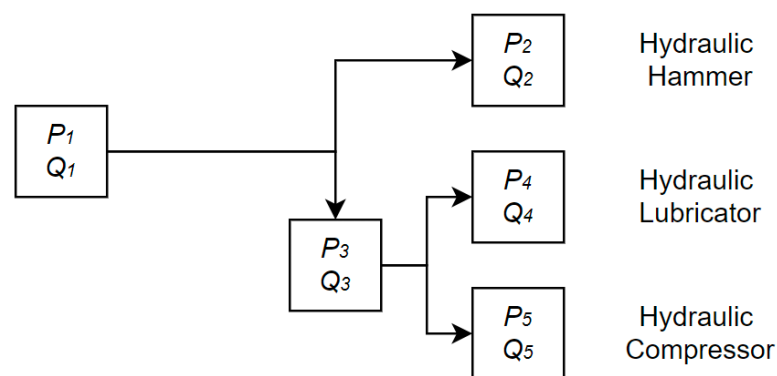 P2
Q2
Hydraulic
Hammer
P1
Q1
P4
Q4
Hydraulic
Lubricator
P3
Q3
P5
Q5
Hydraulic
Compressor